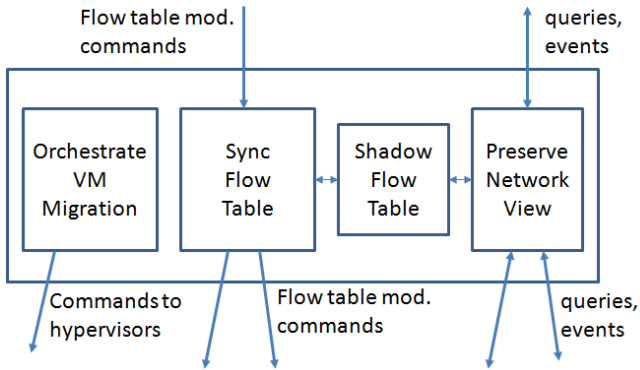 Flow table mod.
commands
queries,
events
Orchestrate
VM
Migration
Sync
Flow
Table
Shadow
Flow
Table
Preserve
Network
View
Commands to
hypervisors
Flow table mod.
commands
queries,
events